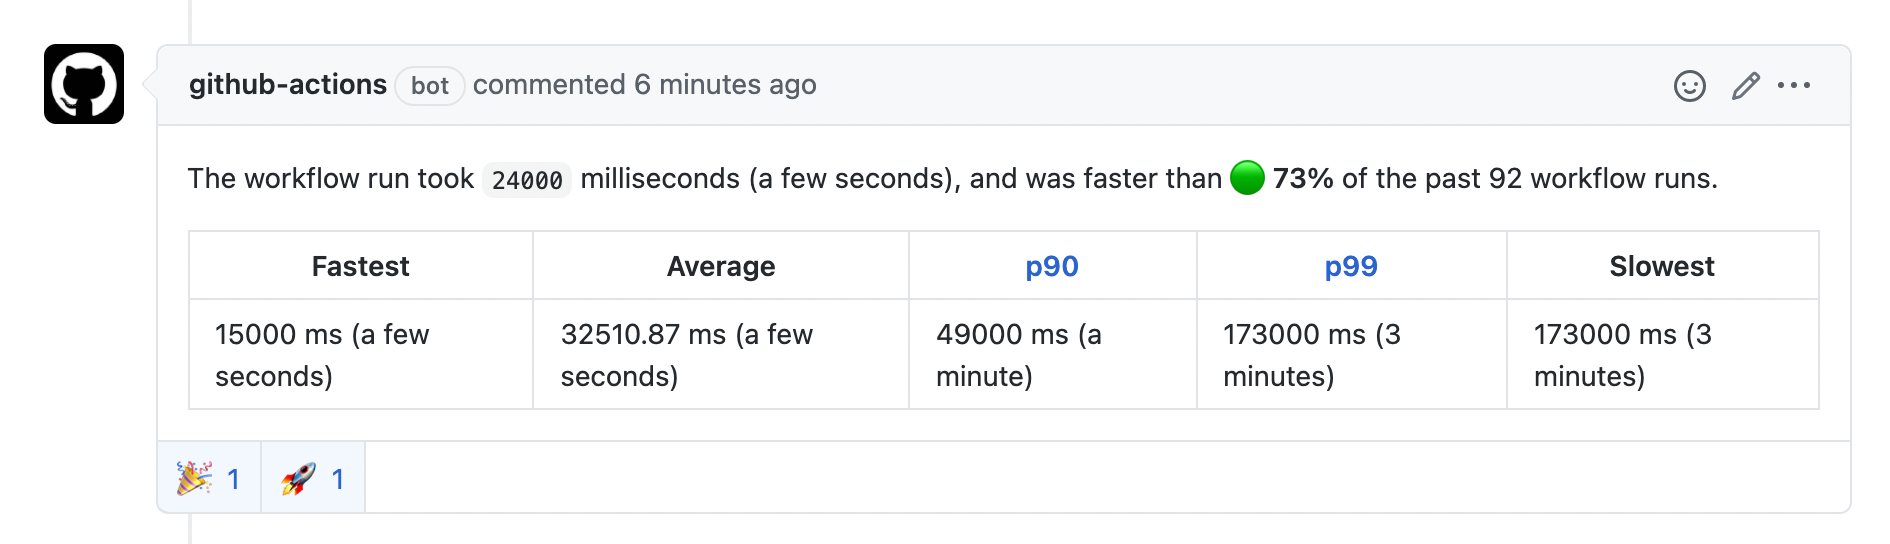 github-actions bot commented 6 minutes ago
The workflow run took 24000 milliseconds (a few seconds), and was faster than 🟢 73% of the past 92 workflow runs.
Fastest Average p90 p99 Slowest
15000 ms (a few 32510.87 ms (a few 49000 ms (a 173000 ms (3 173000 ms (3
seconds) seconds) minute) minutes) minutes)
🎉 1 🚀 1